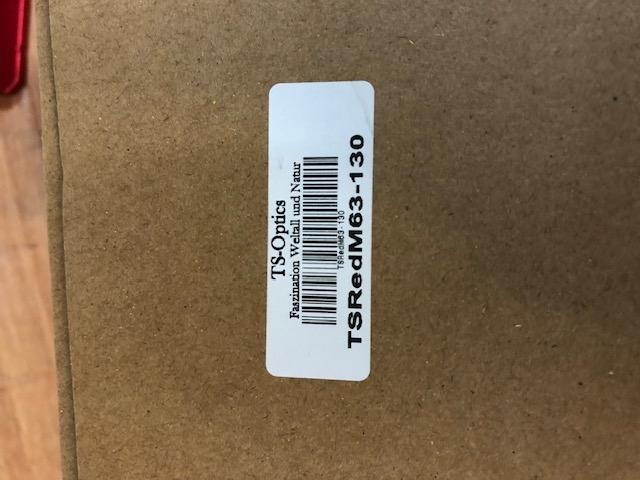 TS-Optics
Faszination Weltall und Natur
TSRedM63-130
TSRedM63-130